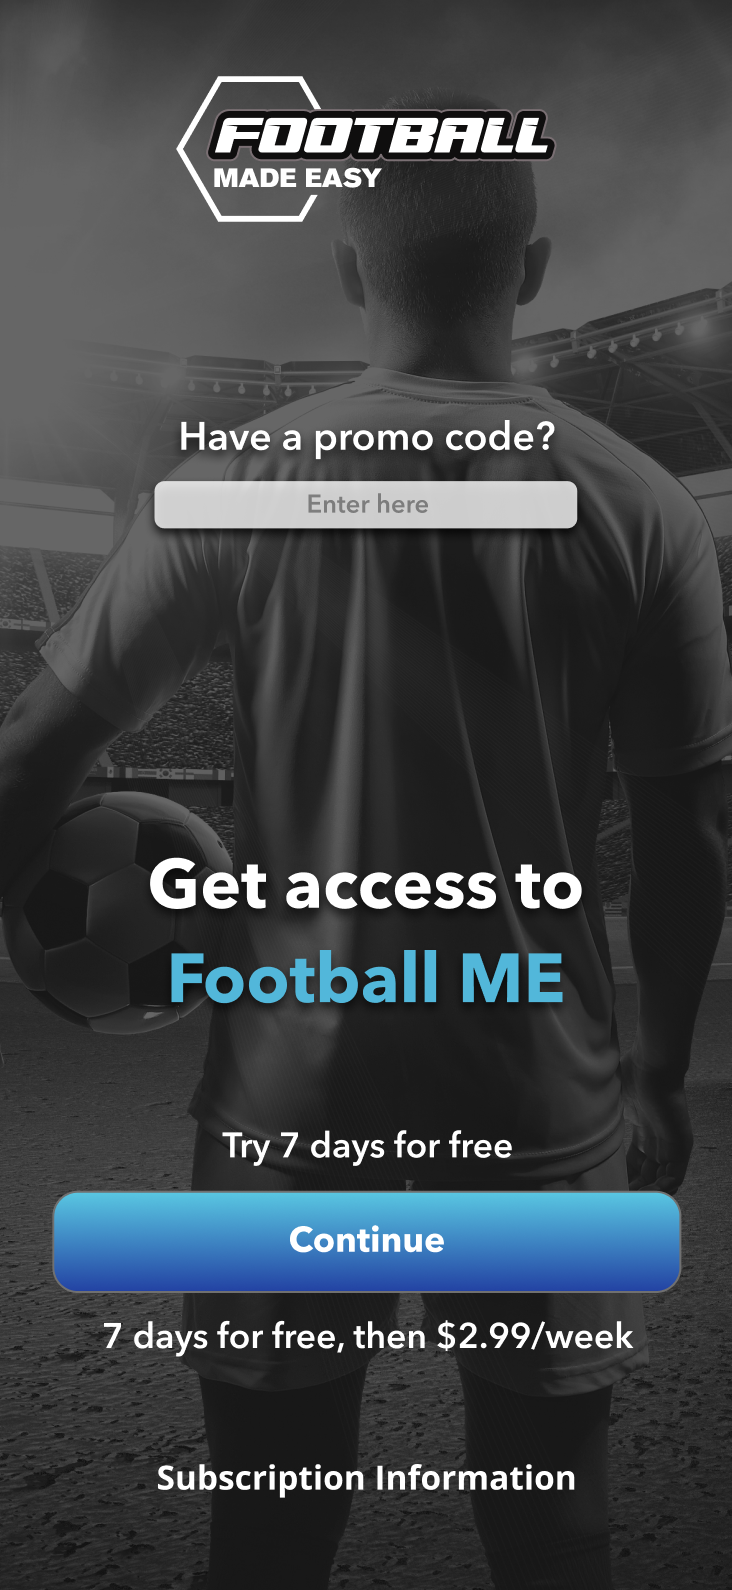 FOOTBALL
MADE EASY
Have a promo code?
Enter here
Get access to
Football ME
Try 7 days for free
Continue
7 days for free, then $2.99/week
Subscription Information